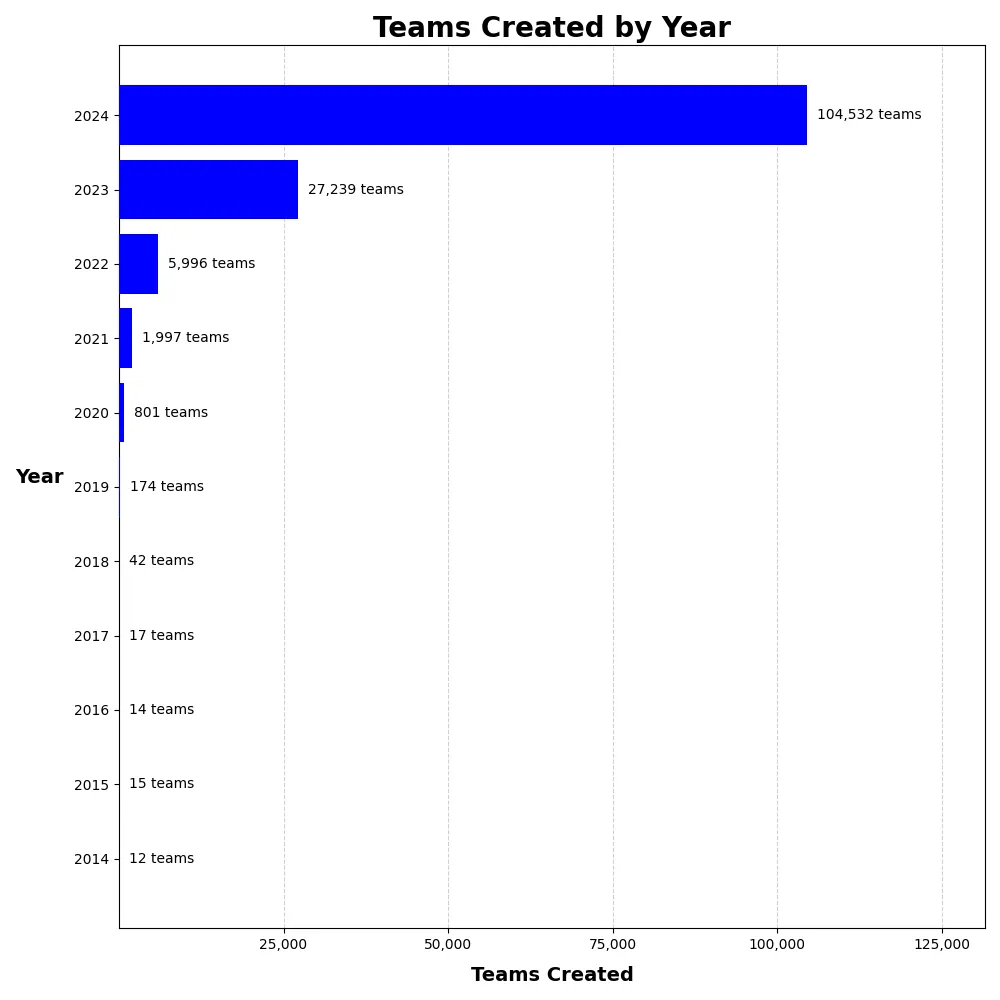 Teams Created by Year
2024
104,532 teams
2023
27,239 teams
2022
5,996 teams
2021
1,997 teams
2020
801 teams
Year
2019
174 teams
2018
42 teams
2017
17 teams
2016
14 teams
2015
15 teams
2014
12 teams
25,000
50,000
75,000
100,000
125,000
Teams Created